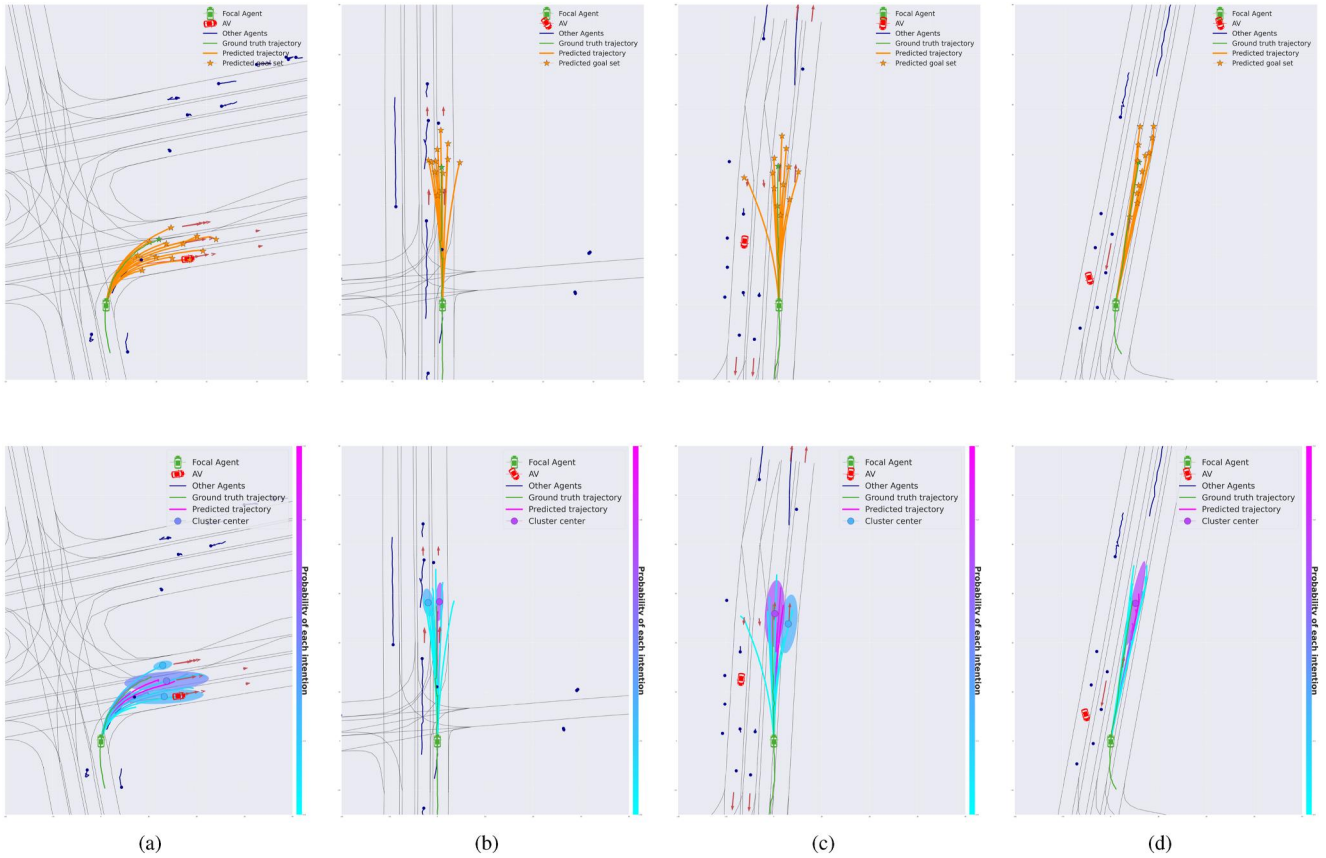 Focal Agent
AV
Other Agents
Ground truth trajectory
Predicted trajectory
Predicted goal set
Focal Agent
AV
Other Agents
Ground truth trajectory
Predicted trajectory
Predicted goal set
Focal Agent
AV
Other Agents
Ground truth trajectory
Predicted trajectory
Predicted goal set
Focal Agent
AV
Other Agents
Ground truth trajectory
Predicted trajectory
Predicted goal set
Focal Agent
AV
Other Agents
Ground truth trajectory
Predicted trajectory
Cluster center
Probability of each intention
Focal Agent
AV
Other Agents
Ground truth trajectory
Predicted trajectory
Cluster center
Probability of each intention
Focal Agent
AV
Other Agents
Ground truth trajectory
Predicted trajectory
Cluster center
Probability of each intention
Focal Agent
AV
Other Agents
Ground truth trajectory
Predicted trajectory
Cluster center
Probability of each intention
(a)
(b)
(c)
(d)